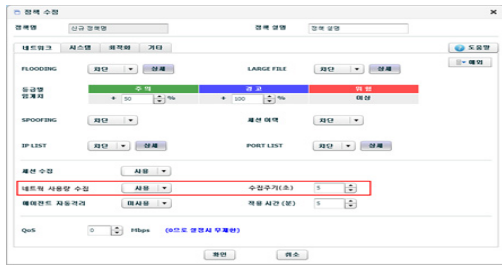 정책 수정
정책명 신규 정책명 정책 설명 정책 설명
네트워크 시스템 최적화 기타
도움말
예외
FLOODING 차단 상세 LARGE FILE 차단 상세
등급별 임계치 주의 경고 위험
+ 50 % + 100 % 이상
SPOOFING 차단 세션 이력 차단
IP LIST 차단 상세 PORT LIST 차단 상세
세션 수집 사용
네트웍 사용량 수집 사용 수집주기(초) 5
에이전트 자동격리 미사용 적용 시간 (분) 5
QoS 0 Mbps (0으로 설정시 무제한)
확인 취소